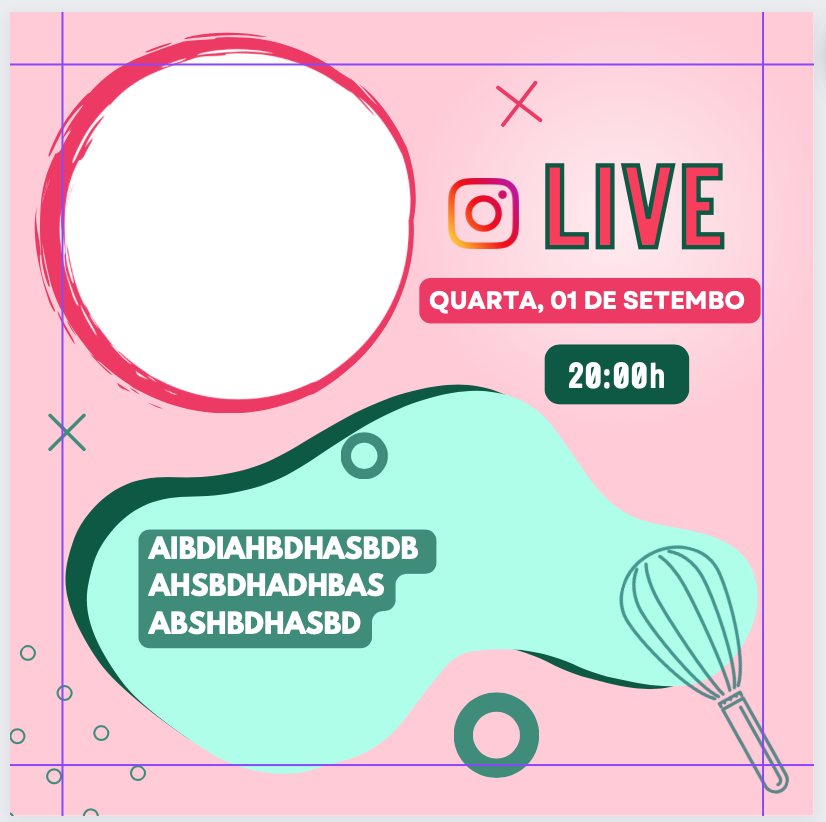 LIVE
QUARTA, 01 DE SETEMBO
20:00h
AIBDIAHBDHASBDB
AHSBDHADHBAS
ABSHBDHASBD